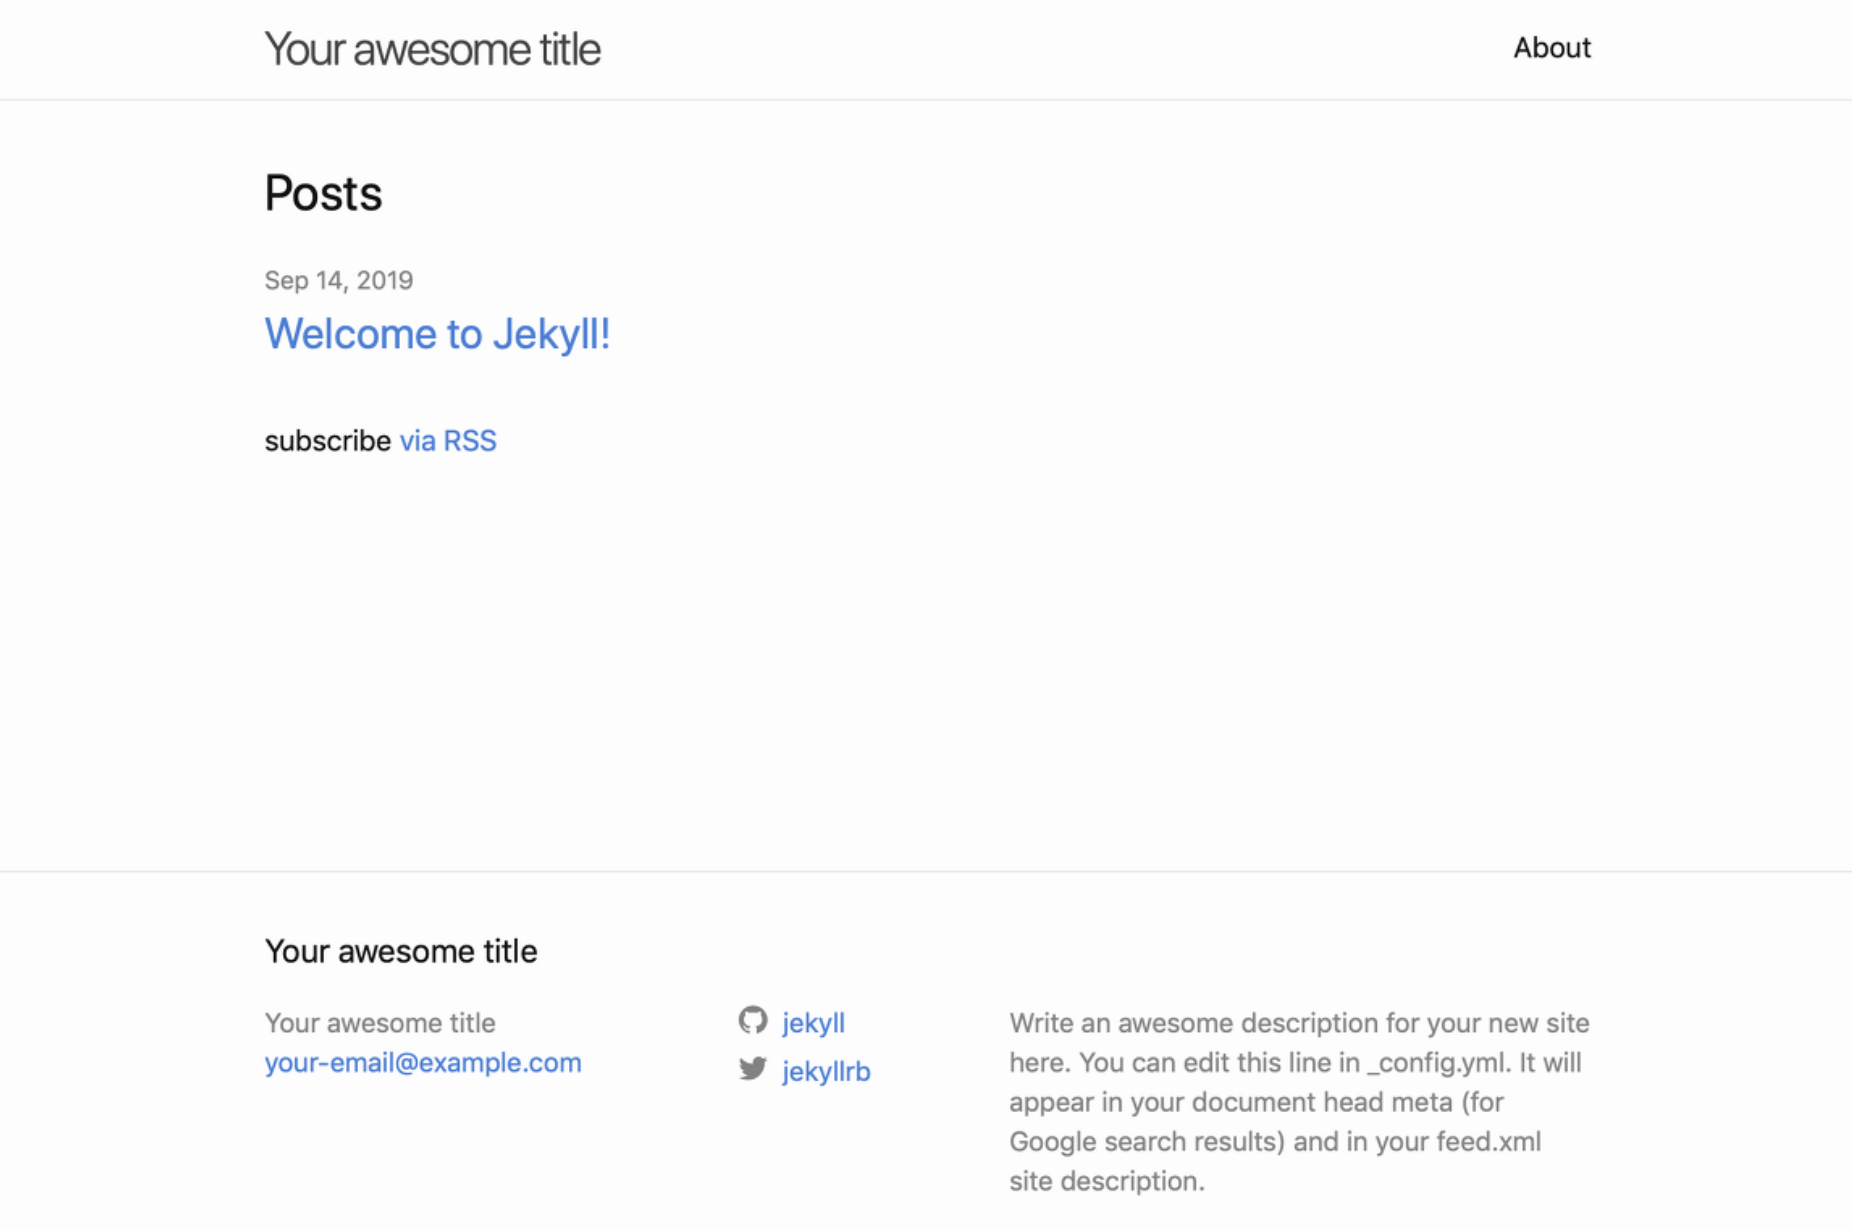 Your awesome title
About
Posts
Sep 14, 2019
Welcome to Jekyll!
subscribe via RSS
Your awesome title
Your awesome title
your-email@example.com
jekyll
jekyllrb
Write an awesome description for your new site
here. You can edit this line in _config.yml. It will
appear in your document head meta (for
Google search results) and in your feed.xml
site description.